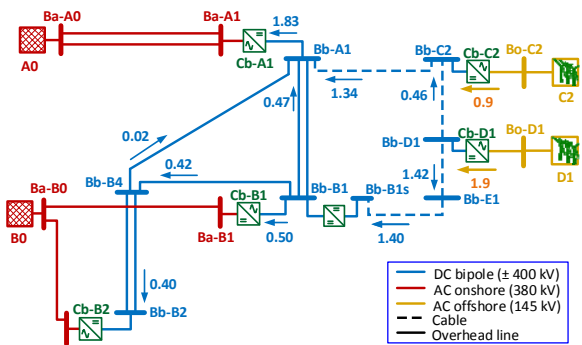 Ba-A0
Ba-A1
1.83
A0
Cb-A1
Bb-A1
Bb-C2
Cb-C2
Bo-C2
1.34
0.46
0.9
C2
0.47
0.02
Bb-D1
Cb-D1
Bo-D1
0.42
Bb-B4
1.42
1.9
D1
Ba-B0
Cb-B1
Bb-B1
Bb-B1s
Bb-E1
B0
Ba-B1
0.50
1.40
0.40
Cb-B2
Bb-B2
DC bipole (± 400 kV)
AC onshore (380 kV)
AC offshore (145 kV)
Cable
Overhead line